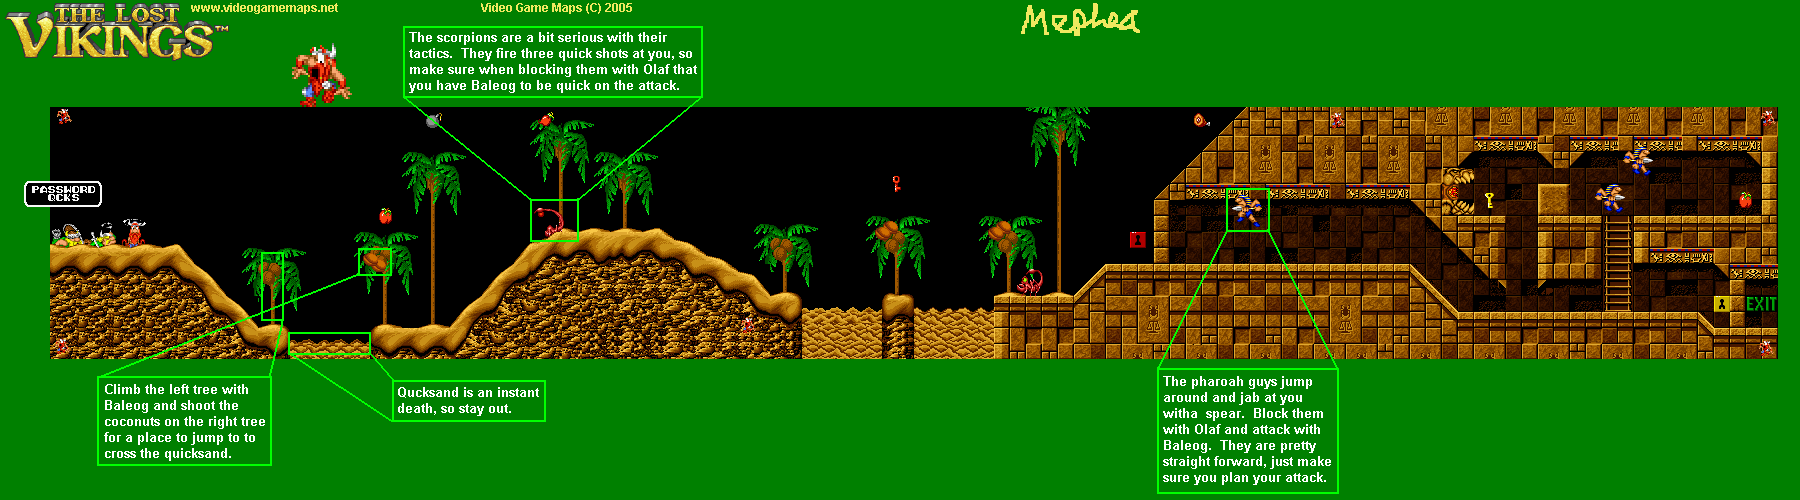 THE LOST
VIKINGS™
www.videogamemaps.net
Video Game Maps (C) 2005
Mephea
The scorpions are a bit serious with their
tactics.  They fire three quick shots at you, so
make sure when blocking them with Olaf that
you have Baleog to be quick on the attack.
PASSWORD
QCKS
EXIT
Climb the left tree with
Baleog and shoot the
coconuts on the right tree
for a place to jump to to
cross the quicksand.
Qucksand is an instant
death, so stay out.
The pharoah guys jump
around and jab at you
witha  spear.  Block them
with Olaf and attack with
Baleog.  They are pretty
straight forward, just make
sure you plan your attack.